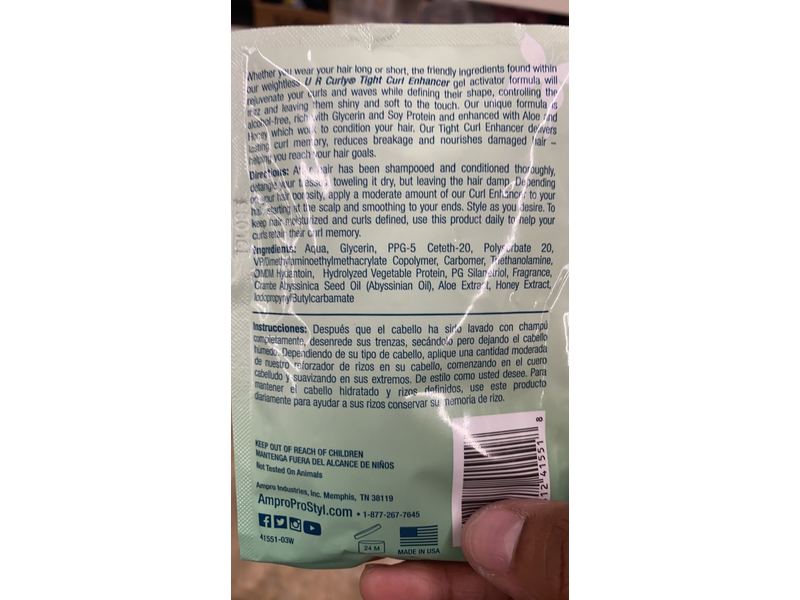 Whether you wear your hair long or short, the friendly ingredients found within
our weightless U R Curly® Tight Curl Enhancer gel activator formula will
rejuvenate your curls and waves while defining their shape, controlling the
frizz and leaving them shiny and soft to the touch. Our unique formula is
alcohol-free, rich with Glycerin and Soy Protein and enhanced with Aloe and
Honey which work to condition your hair. Our Tight Curl Enhancer delivers
lasting curl memory, reduces breakage and nourishes damaged hair –
helping you reach your hair goals.
Directions: After hair has been shampooed and conditioned thoroughly,
detangle your tresses, toweling it dry, but leaving the hair damp. Depending
on your hair porosity, apply a moderate amount of our Curl Enhancer to your
hair, starting at the scalp and smoothing to your ends. Style as you desire. To
keep hair moisturized and curls defined, use this product daily to help your
curls retain their curl memory.
Ingredients: Aqua, Glycerin, PPG-5 Ceteth-20, Polysorbate 20,
VP/Dimethylaminoethylmethacrylate Copolymer, Carbomer, Triethanolamine,
DMDM Hydantoin, Hydrolyzed Vegetable Protein, PG Silanetriol, Fragrance,
Crambe Abyssinica Seed Oil (Abyssinian Oil), Aloe Extract, Honey Extract,
Iodopropynyl Butylcarbamate
Instrucciones: Después que el cabello ha sido lavado con champú
completamente, desenrede sus trenzas, secándolo pero dejando el cabello
húmedo. Dependiendo de su tipo de cabello, aplique una cantidad moderada
de nuestro reforzador de rizos en su cabello, comenzando en el cuero
cabelludo y suavizando en sus extremos. De estilo como usted desee. Para
mantener el cabello hidratado y rizos definidos, use este producto
diariamente para ayudar a sus rizos conservar su memoria de rizo.
KEEP OUT OF REACH OF CHILDREN
MANTENGA FUERA DEL ALCANCE DE NIÑOS
Not Tested On Animals
Ampro Industries, Inc. Memphis, TN 38119
AmproProStyl.com • 1-877-267-7645
41551-03W
24 M
MADE IN USA
12 41551 8